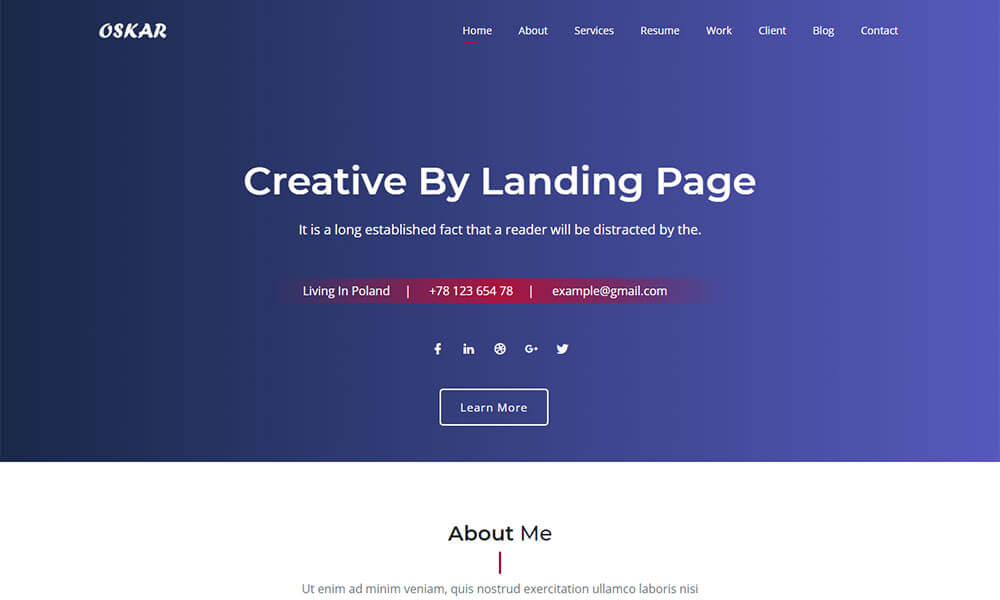 OSKAR
Home About Services Resume Work Client Blog Contact
Creative By Landing Page
It is a long established fact that a reader will be distracted by the.
Living In Poland | +78 123 654 78 | example@gmail.com
Learn More
About Me
Ut enim ad minim veniam, quis nostrud exercitation ullamco laboris nisi